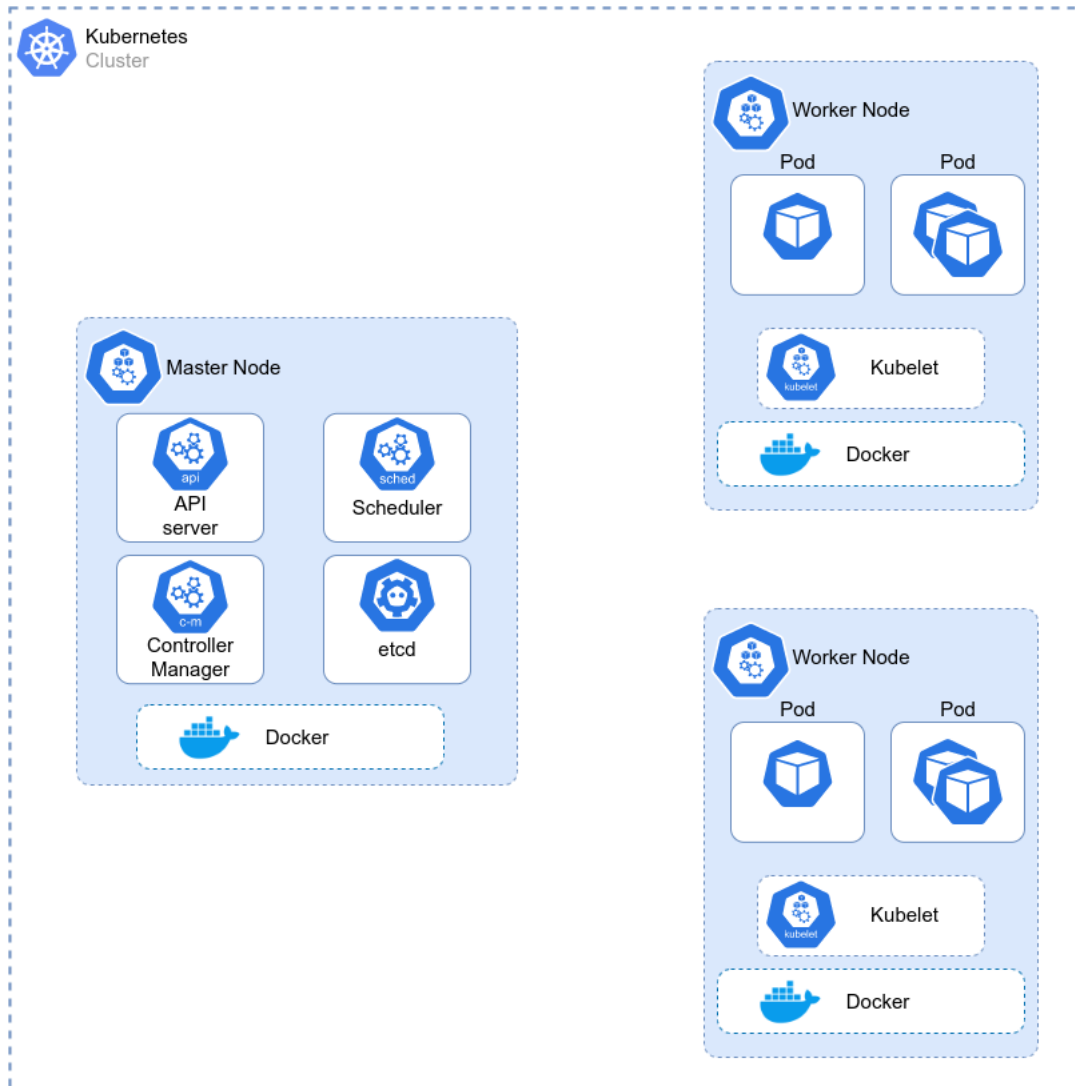 Kubernetes
Cluster
Master Node
api
API
server
sched
Scheduler
c-m
Controller
Manager
etcd
Docker
Worker Node
Pod
Pod
kubelet
Kubelet
Docker
Worker Node
Pod
Pod
kubelet
Kubelet
Docker